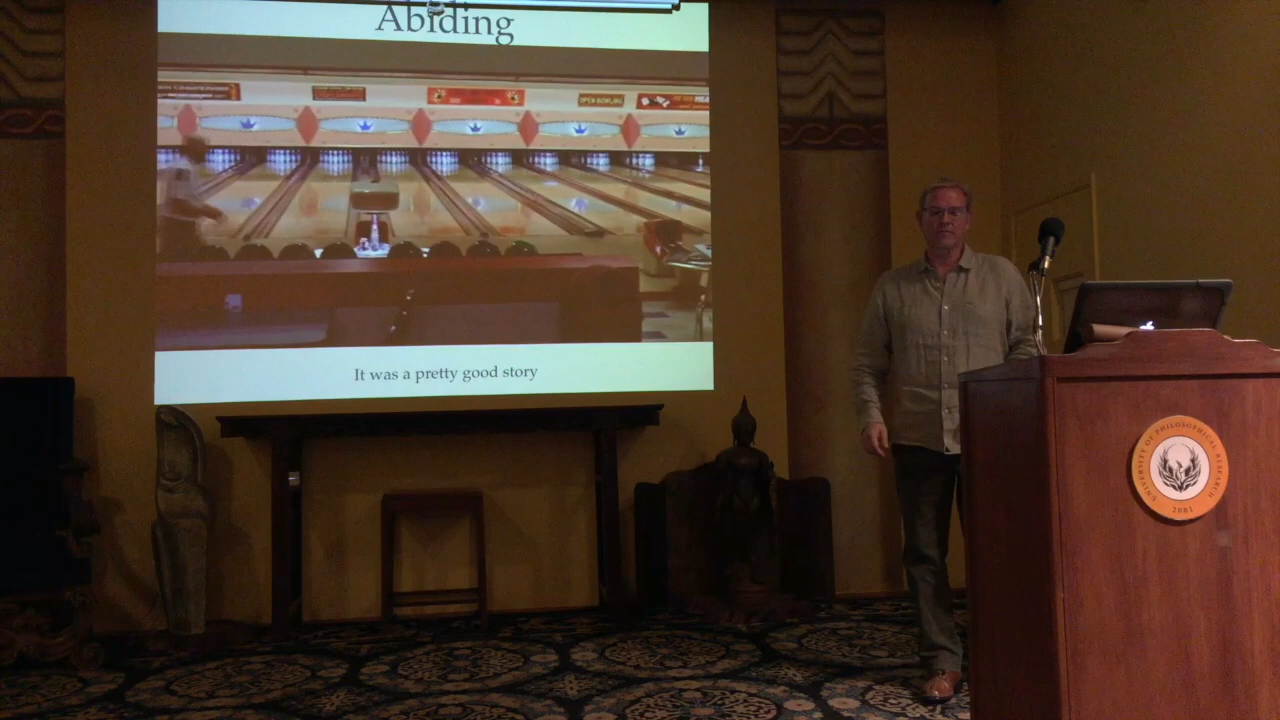 Abiding
OPEN BOWLING
It was a pretty good story
UNIVERSITY OF PHILOSOPHICAL RESEARCH
2001